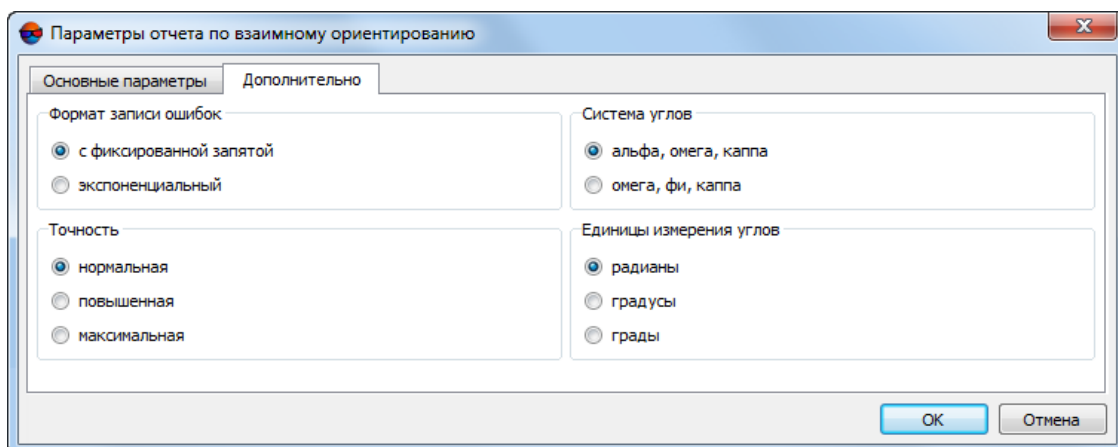 Параметры отчета по взаимному ориентированию
Основные параметры
Дополнительно
Формат записи ошибок
с фиксированной запятой
экспоненциальный
Система углов
альфа, омега, каппа
омега, фи, каппа
Точность
нормальная
повышенная
максимальная
Единицы измерения углов
радианы
градусы
грады
OK
Отмена